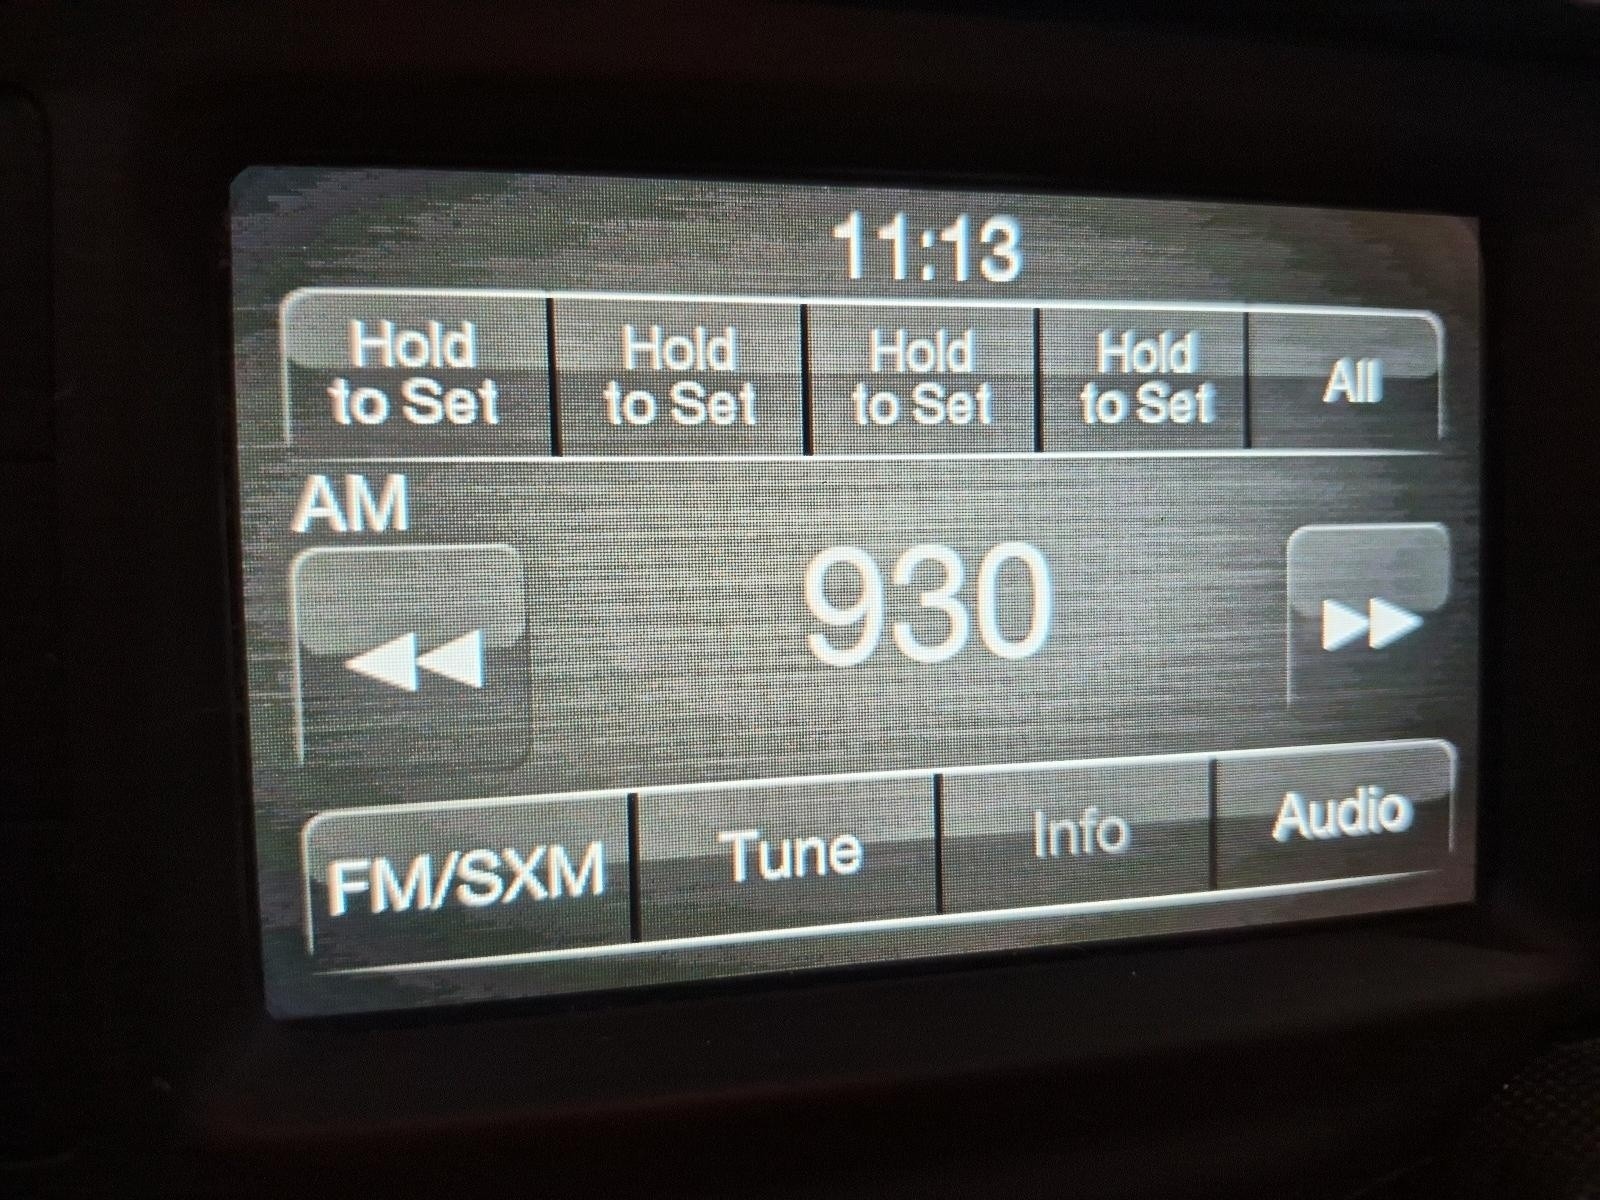 11:13
Hold
to Set
Hold
to Set
Hold
to Set
Hold
to Set
All
AM
930
FM/SXM
Tune
Info
Audio